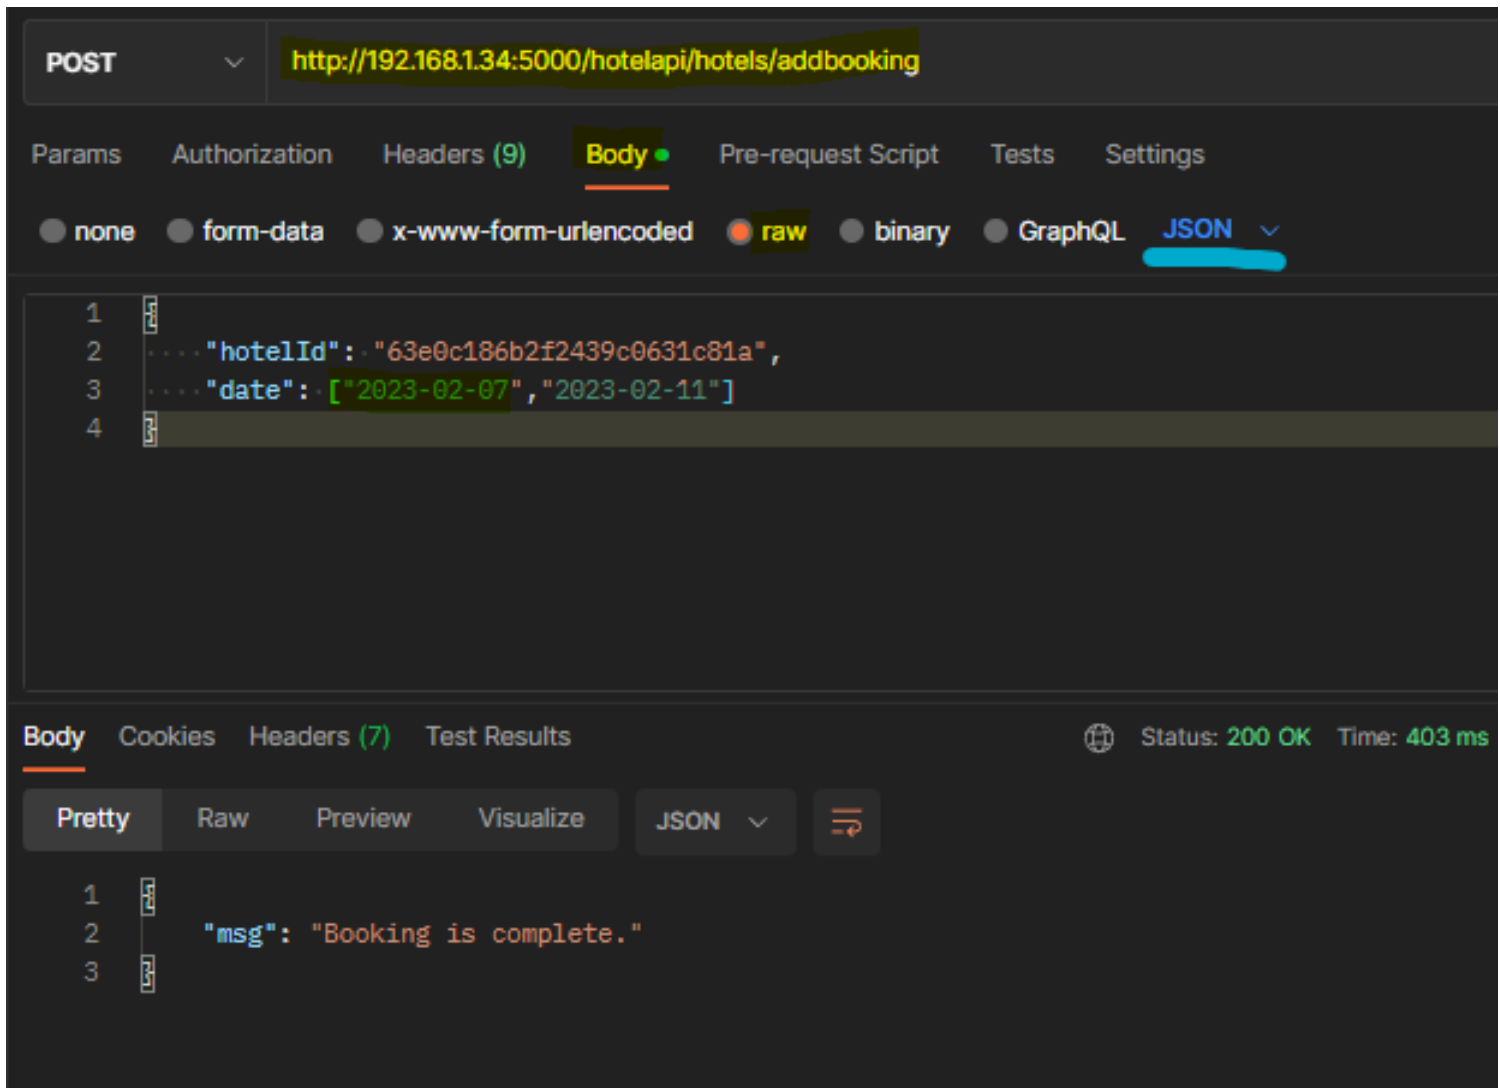 POST http://192.168.1.34:5000/hotelapi/hotels/addbooking
Params Authorization Headers (9) Body Pre-request Script Tests Settings
none form-data x-www-form-urlencoded raw binary GraphQL JSON
1 {
2 "hotelId": "63e0c186b2f2439c0631c81a",
3 "date": ["2023-02-07","2023-02-11"]
4 }
Body Cookies Headers (7) Test Results Status: 200 OK Time: 403 ms
Pretty Raw Preview Visualize JSON
1 {
2 "msg": "Booking is complete."
3 }